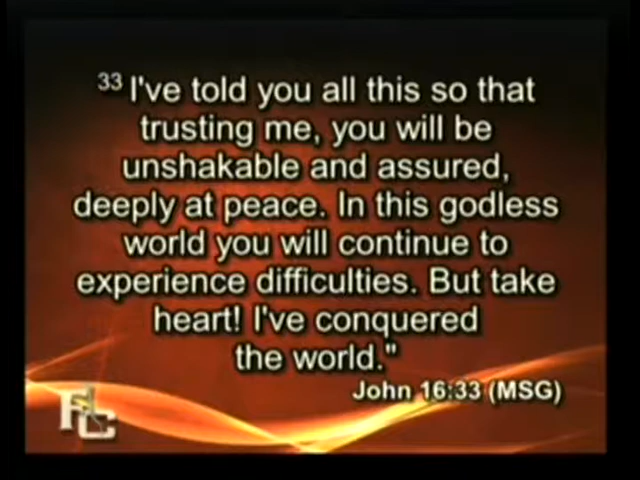 33 I've told you all this so that
trusting me, you will be
unshakable and assured,
deeply at peace. In this godless
world you will continue to
experience difficulties. But take
heart! I've conquered
the world."
John 16:33 (MSG)